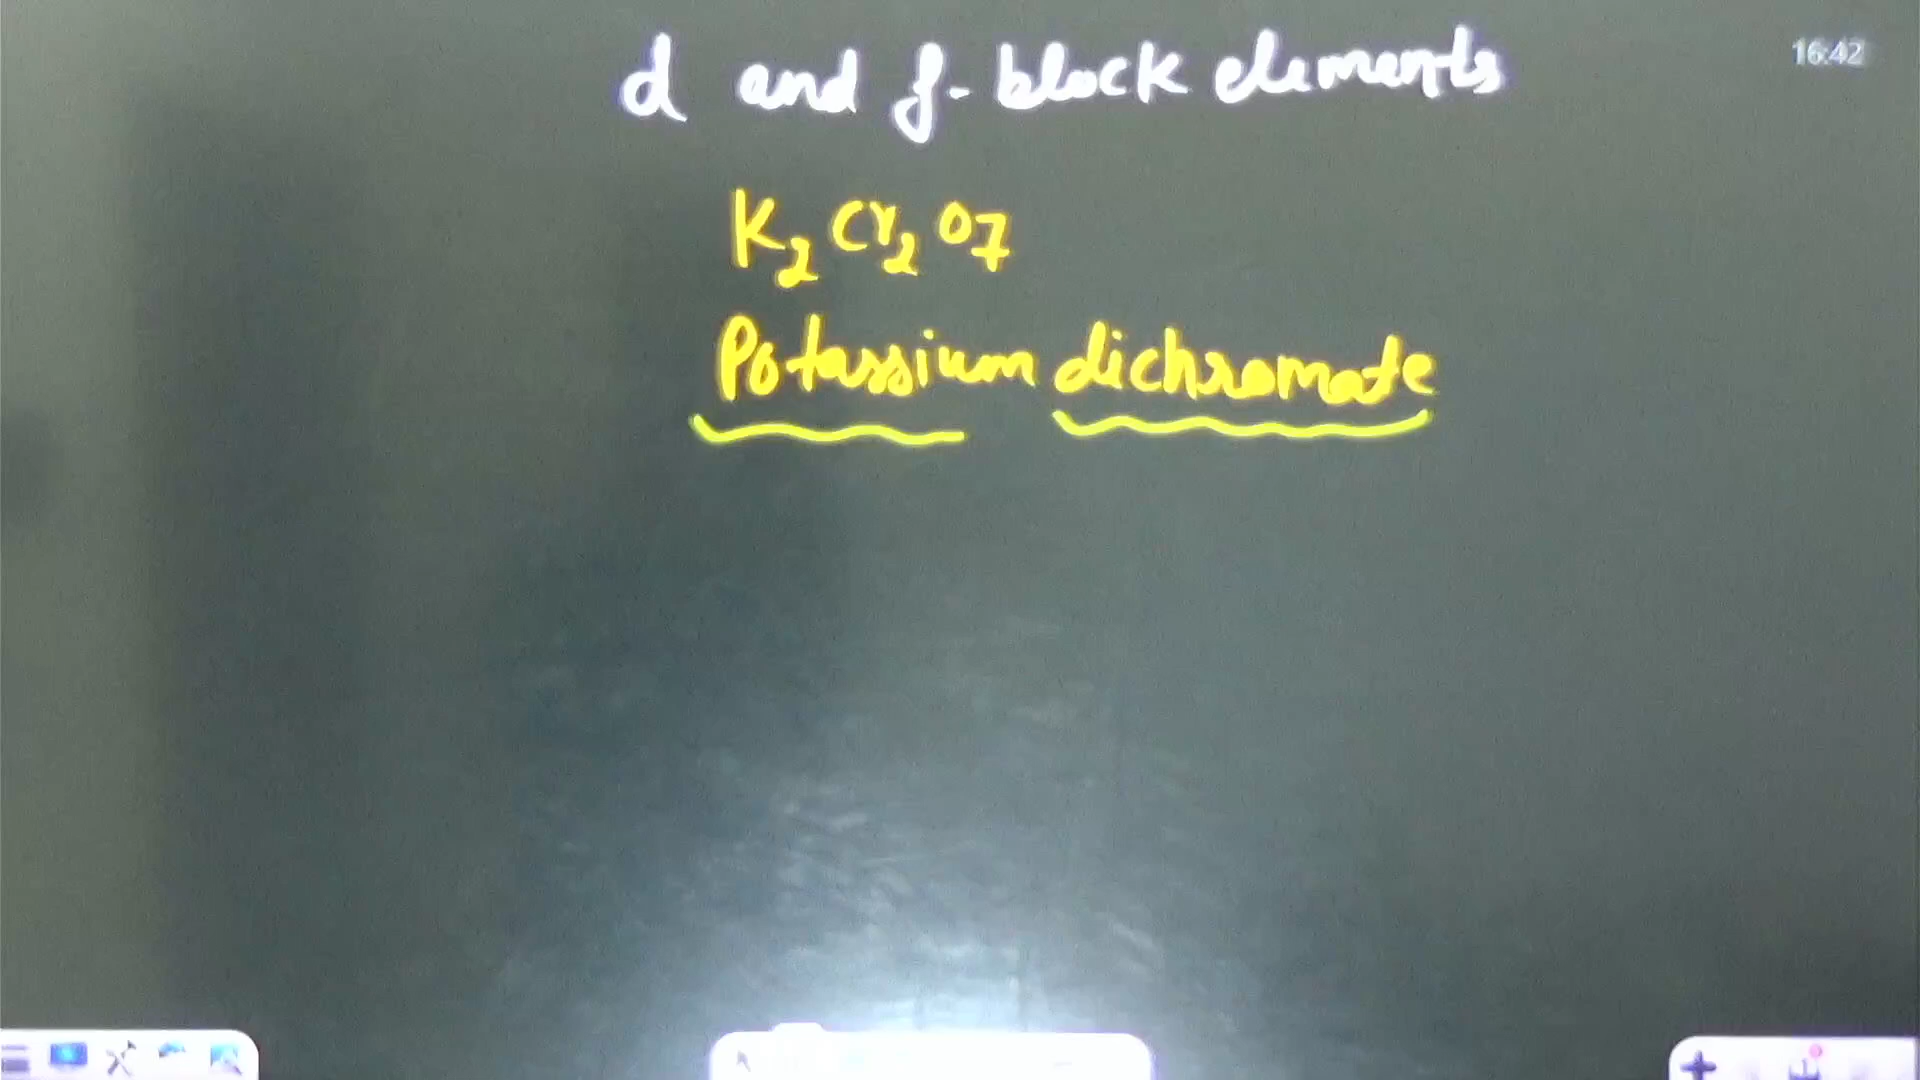 16:42
d and f-block elements
K2Cr2O7
Potassium dichromate